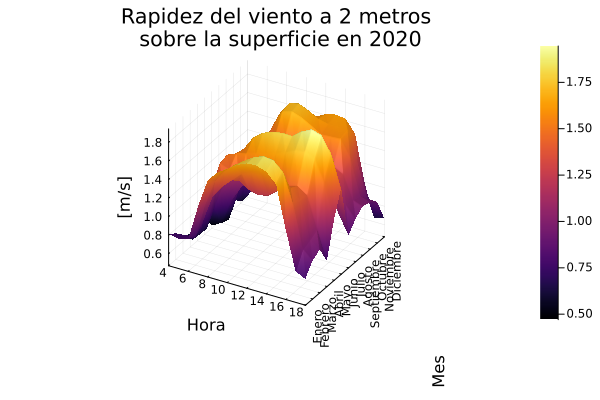 Rapidez del viento a 2 metros
sobre la superficie en 2020
[m/s]
1.8
1.6
1.4
1.2
1.0
0.8
0.6
4
6
8
10
12
14
16
18
Hora
Enero
Febrero
Marzo
Abril
Mayo
Junio
Julio
Agosto
Septiembre
Octubre
Noviembre
Diciembre
Mes
1.75
1.50
1.25
1.00
0.75
0.50